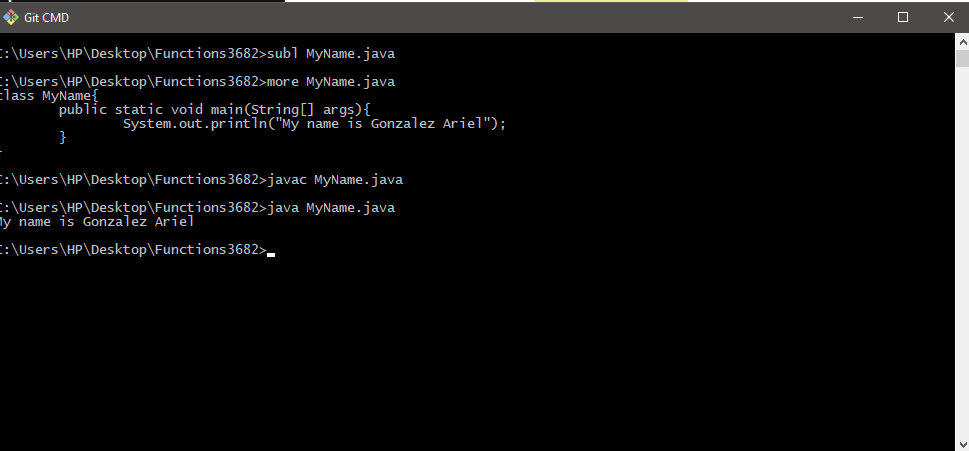 Git CMD
:\Users\HP\Desktop\Functions3682>subl MyName.java
:\Users\HP\Desktop\Functions3682>more MyName.java
class MyName{
public static void main(String[] args){
System.out.println("My name is Gonzalez Ariel");
}
}
:\Users\HP\Desktop\Functions3682>javac MyName.java
:\Users\HP\Desktop\Functions3682>java MyName.java
My name is Gonzalez Ariel
:\Users\HP\Desktop\Functions3682>